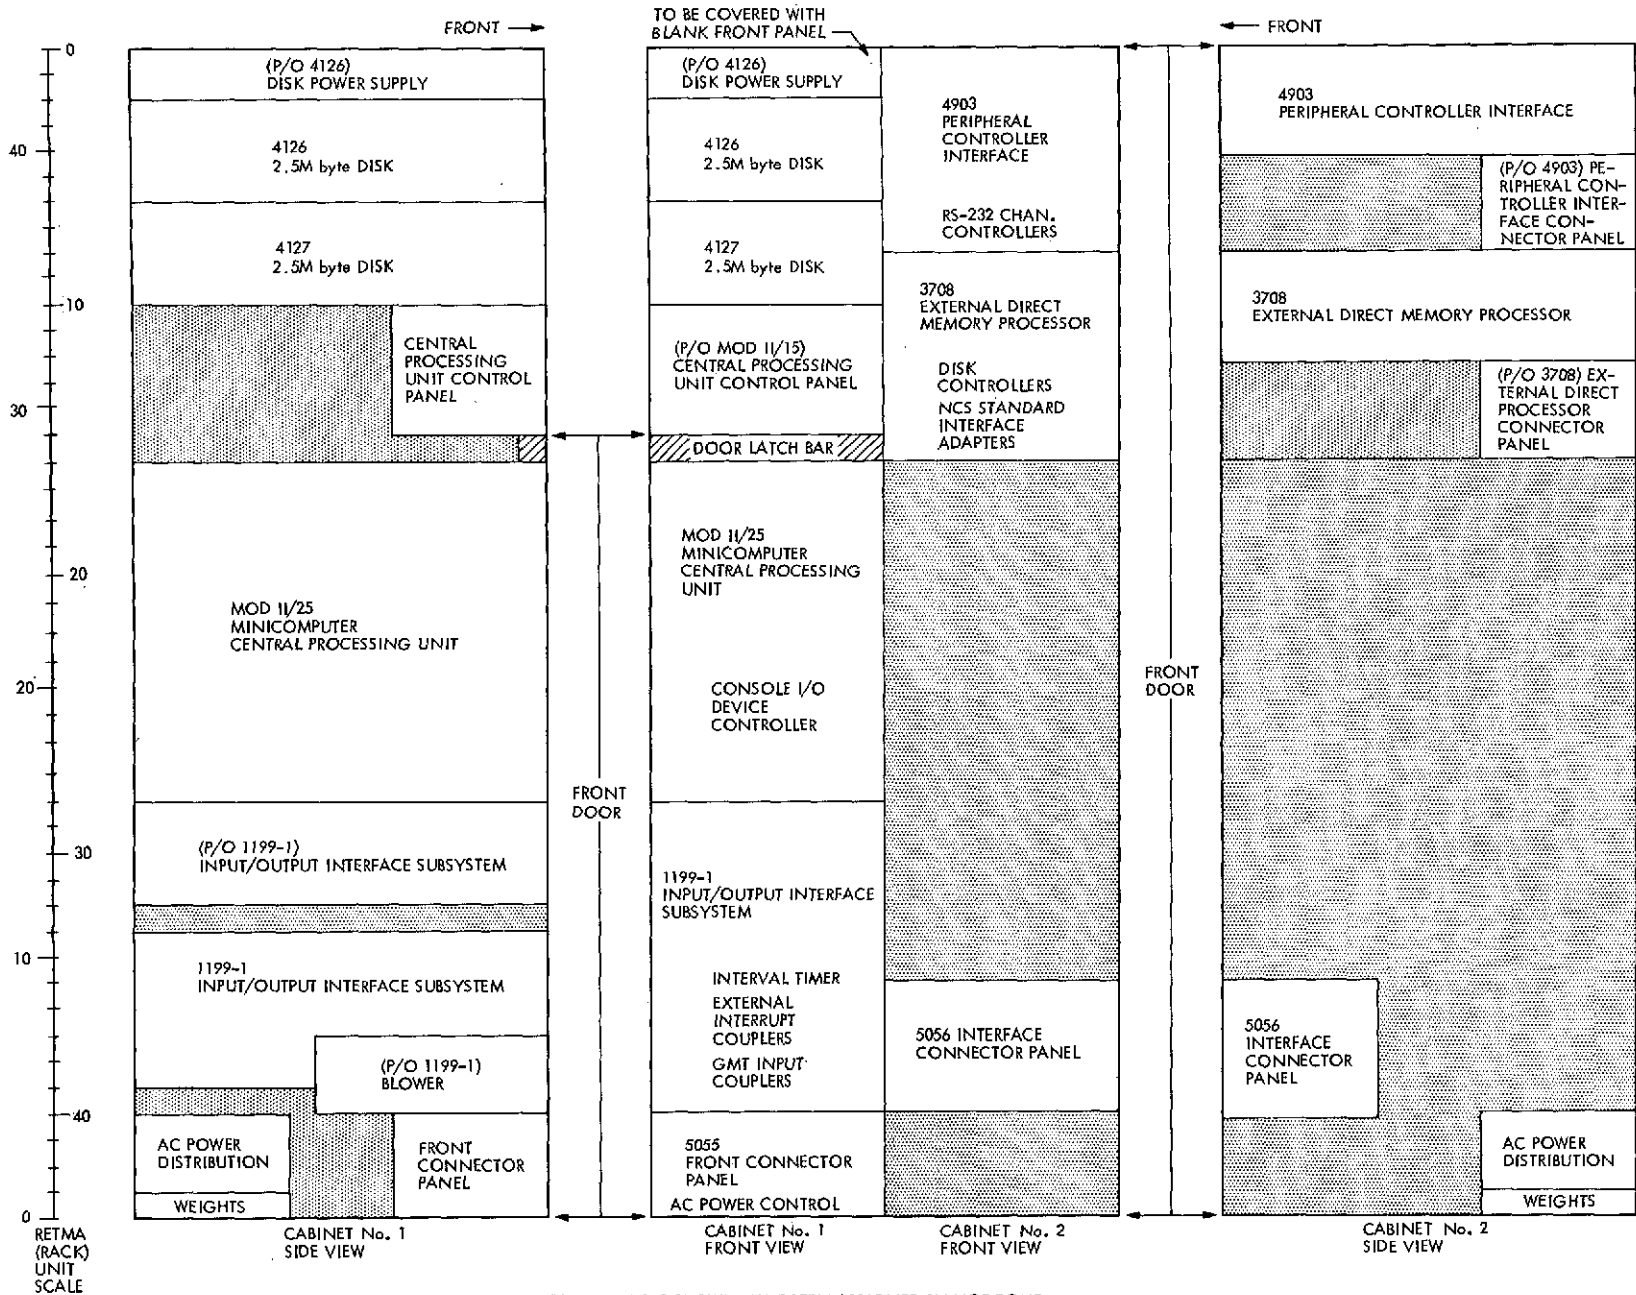 FRONT
TO BE COVERED WITH
BLANK FRONT PANEL
FRONT
0
40
30
20
10
0
RETMA
(RACK)
UNIT
SCALE
10
20
30
40
(P/O 4126)
DISK POWER SUPPLY
4126
2.5M byte DISK
4127
2.5M byte DISK
CENTRAL
PROCESSING
UNIT CONTROL
PANEL
MOD II/25
MINICOMPUTER
CENTRAL PROCESSING UNIT
(P/O 1199-1)
INPUT/OUTPUT INTERFACE SUBSYSTEM
1199-1
INPUT/OUTPUT INTERFACE SUBSYSTEM
(P/O 1199-1)
BLOWER
AC POWER
DISTRIBUTION
WEIGHTS
FRONT
CONNECTOR
PANEL
CABINET No. 1
SIDE VIEW
FRONT
DOOR
(P/O 4126)
DISK POWER SUPPLY
4126
2.5M byte DISK
4127
2.5M byte DISK
(P/O MOD II/15)
CENTRAL PROCESSING
UNIT CONTROL PANEL
DOOR LATCH BAR
MOD II/25
MINICOMPUTER
CENTRAL PROCESSING
UNIT
CONSOLE I/O
DEVICE
CONTROLLER
1199-1
INPUT/OUTPUT INTERFACE
SUBSYSTEM
INTERVAL TIMER
EXTERNAL
INTERRUPT
COUPLERS
GMT INPUT
COUPLERS
5055
FRONT CONNECTOR
PANEL
AC POWER CONTROL
CABINET No. 1
FRONT VIEW
4903
PERIPHERAL
CONTROLLER
INTERFACE
RS-232 CHAN.
CONTROLLERS
3708
EXTERNAL DIRECT
MEMORY PROCESSOR
DISK
CONTROLLERS
NCS STANDARD
INTERFACE
ADAPTERS
5056 INTERFACE
CONNECTOR PANEL
CABINET No. 2
FRONT VIEW
FRONT
DOOR
4903
PERIPHERAL CONTROLLER INTERFACE
(P/O 4903) PE-
RIPHERAL CON-
TROLLER INTER-
FACE CON-
NECTOR PANEL
3708
EXTERNAL DIRECT MEMORY PROCESSOR
(P/O 3708) EX-
TERNAL DIRECT
PROCESSOR
CONNECTOR
PANEL
5056
INTERFACE
CONNECTOR
PANEL
AC POWER
DISTRIBUTION
WEIGHTS
CABINET No. 2
SIDE VIEW